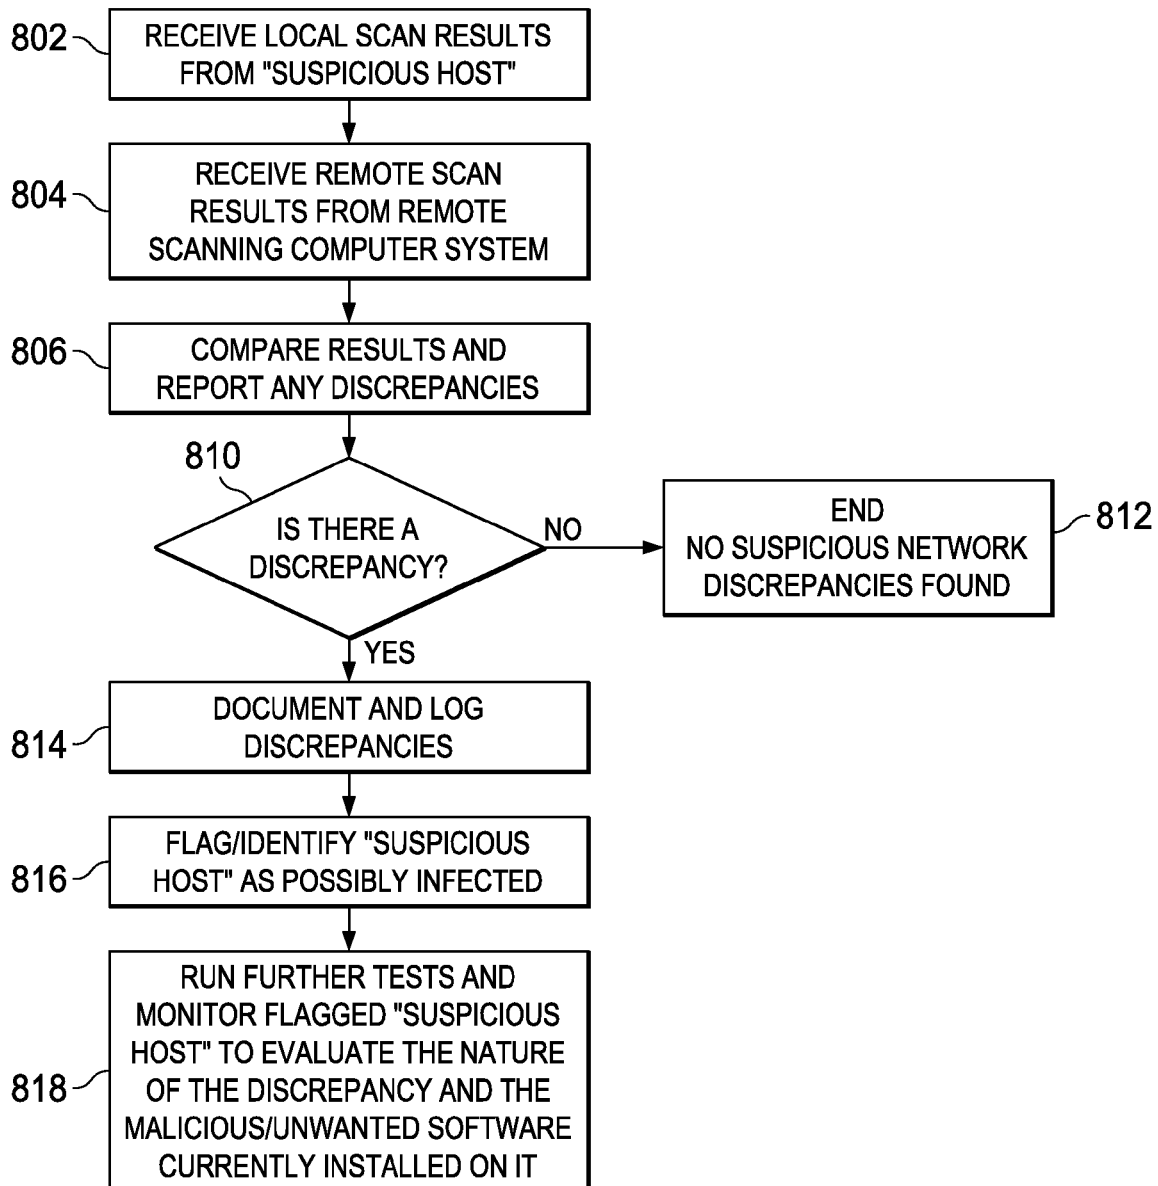 802
RECEIVE LOCAL SCAN RESULTS
FROM "SUSPICIOUS HOST"
804
RECEIVE REMOTE SCAN
RESULTS FROM REMOTE
SCANNING COMPUTER SYSTEM
806
COMPARE RESULTS AND
REPORT ANY DISCREPANCIES
810
IS THERE A
DISCREPANCY?
NO
END
NO SUSPICIOUS NETWORK
DISCREPANCIES FOUND
812
YES
814
DOCUMENT AND LOG
DISCREPANCIES
816
FLAG/IDENTIFY "SUSPICIOUS
HOST" AS POSSIBLY INFECTED
818
RUN FURTHER TESTS AND
MONITOR FLAGGED "SUSPICIOUS
HOST" TO EVALUATE THE NATURE
OF THE DISCREPANCY AND THE
MALICIOUS/UNWANTED SOFTWARE
CURRENTLY INSTALLED ON IT